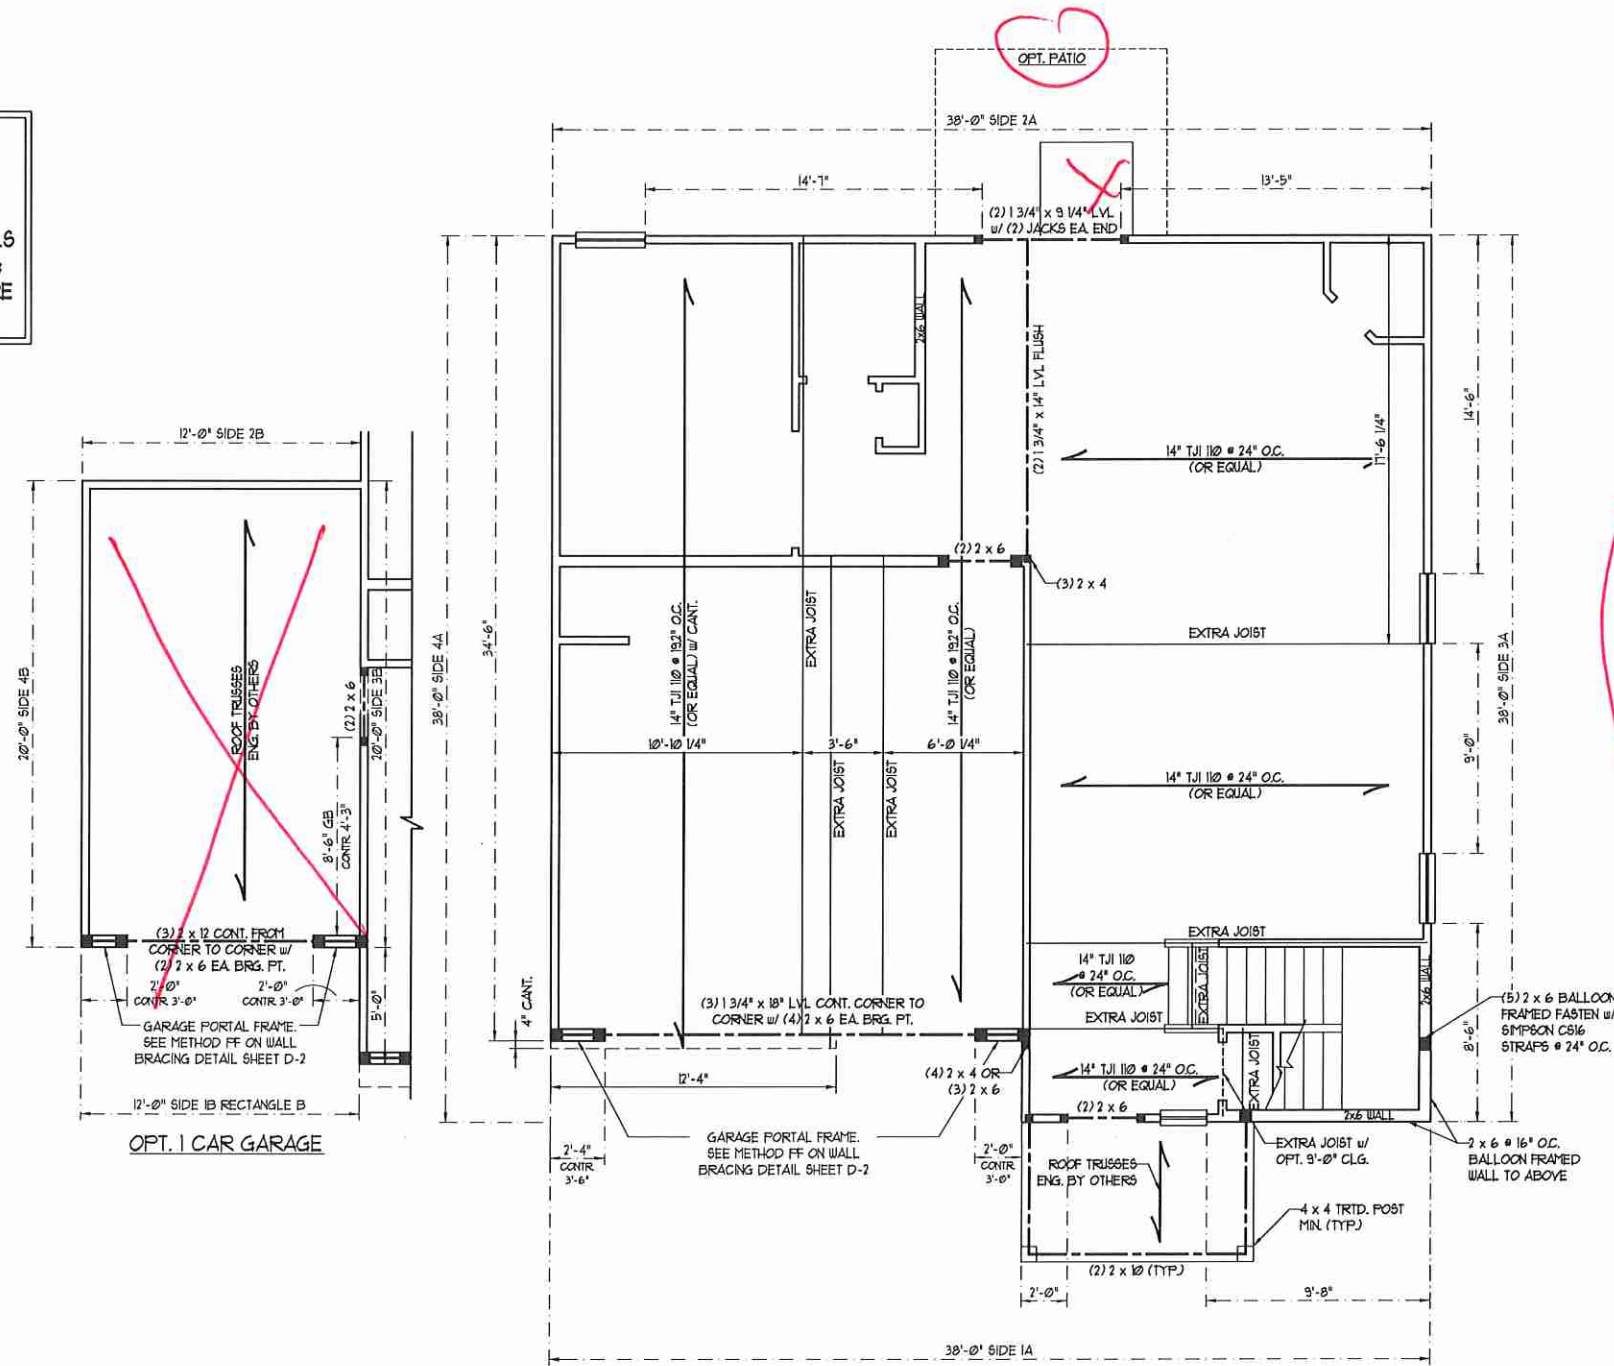 OPT. PATIO
38'-0" SIDE 2A
14'-7"
13'-5"
(2) 1 3/4" x 9 1/4" LVL
w/ (2) JACKS EA. END
2x6 WALL
(2) 1 3/4" x 14" LVL FLUSH
14" TJI 110 @ 24" O.C.
(OR EQUAL)
17'-6 1/4"
14'-6"
(2) 2 x 6
(3) 2 x 4
EXTRA JOIST
34'-6"
38'-0" SIDE 4A
14" TJI 110 @ 19.2" O.C.
(OR EQUAL) w/ CANT.
EXTRA JOIST
14" TJI 110 @ 19.2" O.C.
(OR EQUAL)
10'-10 1/4"
3'-6"
6'-0 1/4"
EXTRA JOIST
EXTRA JOIST
14" TJI 110 @ 24" O.C.
(OR EQUAL)
9'-0"
38'-0" SIDE 3A
EXTRA JOIST
14" TJI 110
@ 24" O.C.
(OR EQUAL)
EXTRA JOIST
EXTRA JOIST
2x6 WALL
(5) 2 x 6 BALLOON
FRAMED FASTEN w/
SIMPSON CS16
STRAPS @ 24" O.C.
8'-6"
4" CANT.
(3) 1 3/4" x 18" LVL CONT. CORNER TO
CORNER w/ (4) 2 x 6 EA. BRG. PT.
12'-4"
(4) 2 x 4 OR
(3) 2 x 6
14" TJI 110 @ 24" O.C.
(OR EQUAL)
EXTRA JOIST
(2) 2 x 6
2x6 WALL
2'-4"
CONTR.
3'-6"
GARAGE PORTAL FRAME.
SEE METHOD PF ON WALL
BRACING DETAIL SHEET D-2
2'-0"
CONTR.
3'-0"
ROOF TRUSSES
ENG. BY OTHERS
EXTRA JOIST w/
OPT. 9'-0" CLG.
2 x 6 @ 16" O.C.
BALLOON FRAMED
WALL TO ABOVE
4 x 4 TRTD. POST
MIN. (TYP.)
(2) 2 x 10 (TYP.)
2'-0"
9'-8"
38'-0" SIDE 1A
12'-0" SIDE 2B
20'-0" SIDE 4B
ROOF TRUSSES
ENG. BY OTHERS
(2) 2 x 6
20'-0" SIDE 3B
8'-6" GB
CONTR. 4'-3"
(3) 2 x 12 CONT. FROM
CORNER TO CORNER w/
(2) 2 x 6 EA. BRG. PT.
2'-0"
CONTR. 3'-0"
2'-0"
CONTR. 3'-0"
5'-0"
GARAGE PORTAL FRAME.
SEE METHOD PF ON WALL
BRACING DETAIL SHEET D-2
12'-0" SIDE 1B RECTANGLE B
OPT. 1 CAR GARAGE